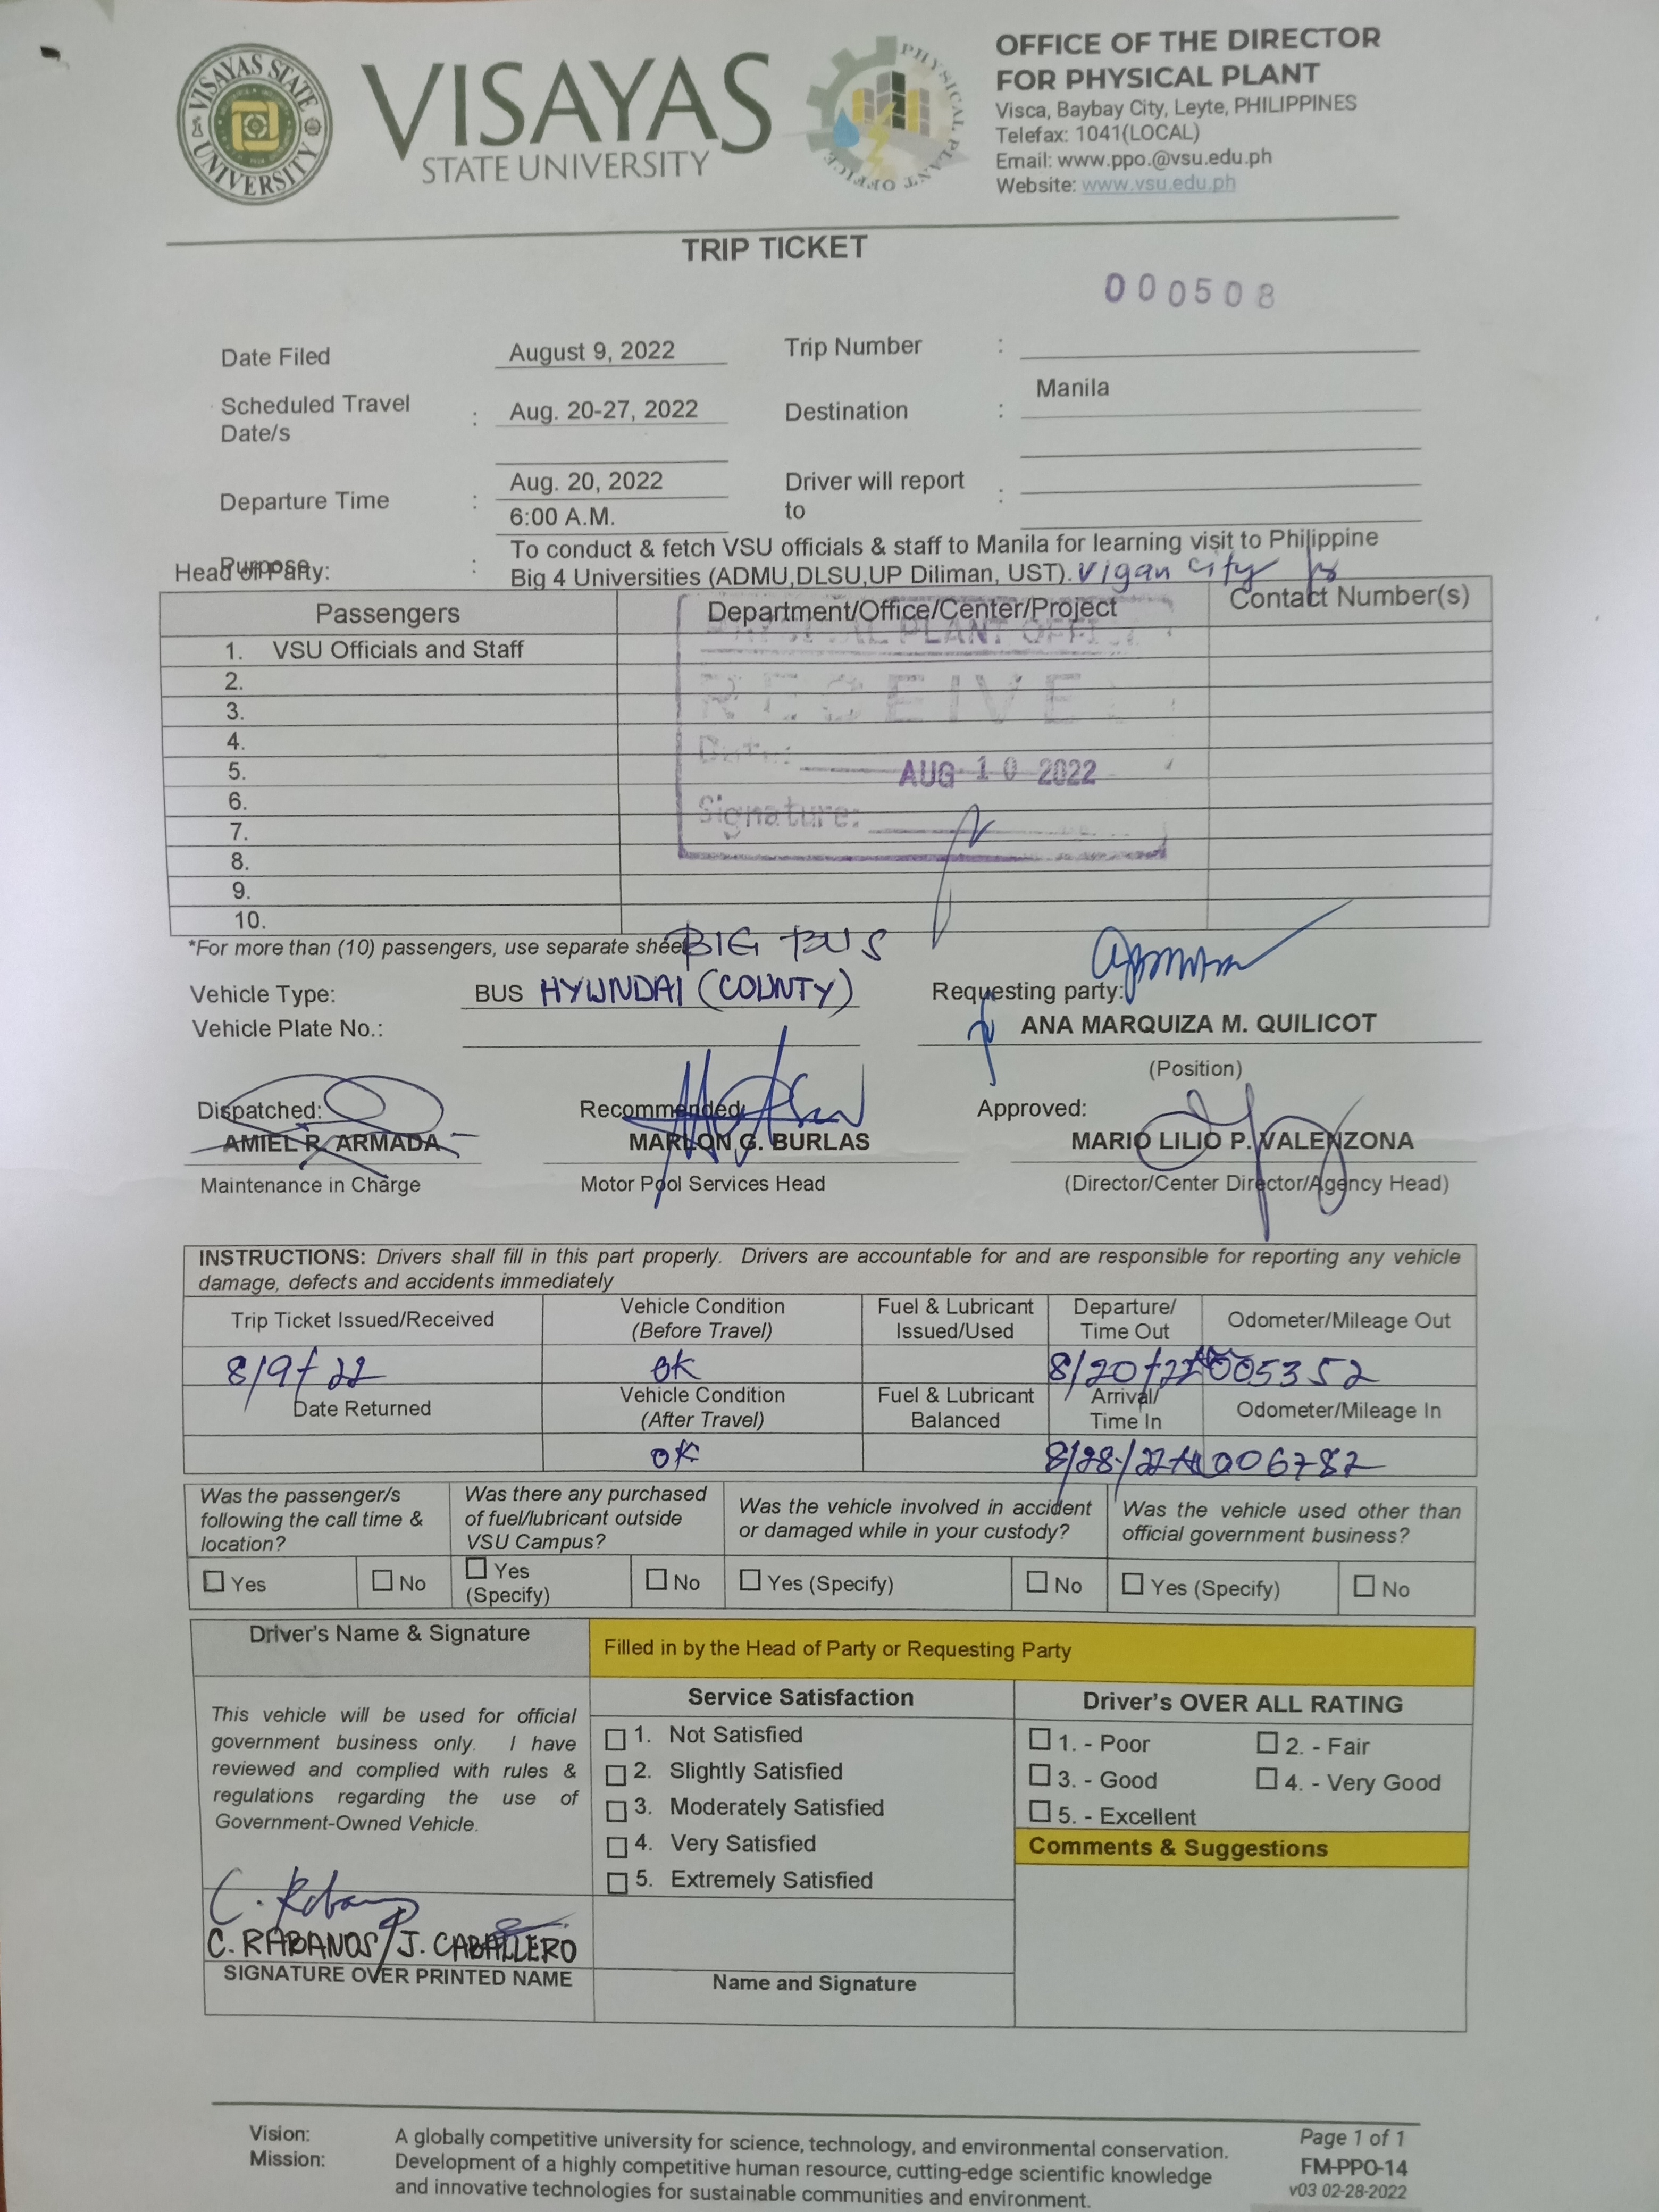 VISAYAS STATE UNIVERSITY
VISAYAS
STATE UNIVERSITY
PHYSICAL PLANT OFFICE
OFFICE OF THE DIRECTOR
FOR PHYSICAL PLANT
Visca, Baybay City, Leyte, PHILIPPINES
Telefax: 1041(LOCAL)
Email: www.ppo.@vsu.edu.ph
Website: www.vsu.edu.ph
TRIP TICKET
000508
Date Filed August 9, 2022 Trip Number :
Scheduled Travel Date/s : Aug. 20-27, 2022 Destination : Manila
Departure Time : Aug. 20, 2022 6:00 A.M. Driver will report to :
Purpose : To conduct & fetch VSU officials & staff to Manila for learning visit to Philippine
Head of Party: Big 4 Universities (ADMU,DLSU,UP Diliman, UST). Vigan City
Passengers Department/Office/Center/Project Contact Number(s)
1. VSU Officials and Staff
2.
3.
4.
5.
6.
7.
8.
9.
10.
PLANT OFFI
RECEIVE
Date: AUG 10 2022
Signature:
*For more than (10) passengers, use separate sheet
BIG BUS
Vehicle Type: BUS HYUNDAI (COUNTY) Requesting party:
Vehicle Plate No.: ANA MARQUIZA M. QUILICOT
(Position)
Dispatched: Recommended: Approved:
AMIEL R. ARMADA MARLON G. BURLAS MARIO LILIO P. VALENZONA
Maintenance in Charge Motor Pool Services Head (Director/Center Director/Agency Head)
INSTRUCTIONS: Drivers shall fill in this part properly. Drivers are accountable for and are responsible for reporting any vehicle
damage, defects and accidents immediately
Trip Ticket Issued/Received Vehicle Condition (Before Travel) Fuel & Lubricant Issued/Used Departure/ Time Out Odometer/Mileage Out
8/9/22 OK 8/20/22 005352
Date Returned Vehicle Condition (After Travel) Fuel & Lubricant Balanced Arrival/ Time In Odometer/Mileage In
OK 8/28/22 006782
Was the passenger/s following the call time & location? Was there any purchased of fuel/lubricant outside VSU Campus? Was the vehicle involved in accident or damaged while in your custody? Was the vehicle used other than official government business?
Yes No Yes (Specify) No Yes (Specify) No Yes (Specify) No
Driver's Name & Signature Filled in by the Head of Party or Requesting Party
Service Satisfaction Driver's OVER ALL RATING
This vehicle will be used for official
government business only. I have
reviewed and complied with rules &
regulations regarding the use of
Government-Owned Vehicle.
1. Not Satisfied
2. Slightly Satisfied
3. Moderately Satisfied
4. Very Satisfied
5. Extremely Satisfied
1. - Poor 2. - Fair
3. - Good 4. - Very Good
5. - Excellent
Comments & Suggestions
C. RABANOS/J. CABALLERO
SIGNATURE OVER PRINTED NAME Name and Signature
Vision: A globally competitive university for science, technology, and environmental conservation.
Mission: Development of a highly competitive human resource, cutting-edge scientific knowledge
and innovative technologies for sustainable communities and environment.
Page 1 of 1
FM-PPO-14
v03 02-28-2022